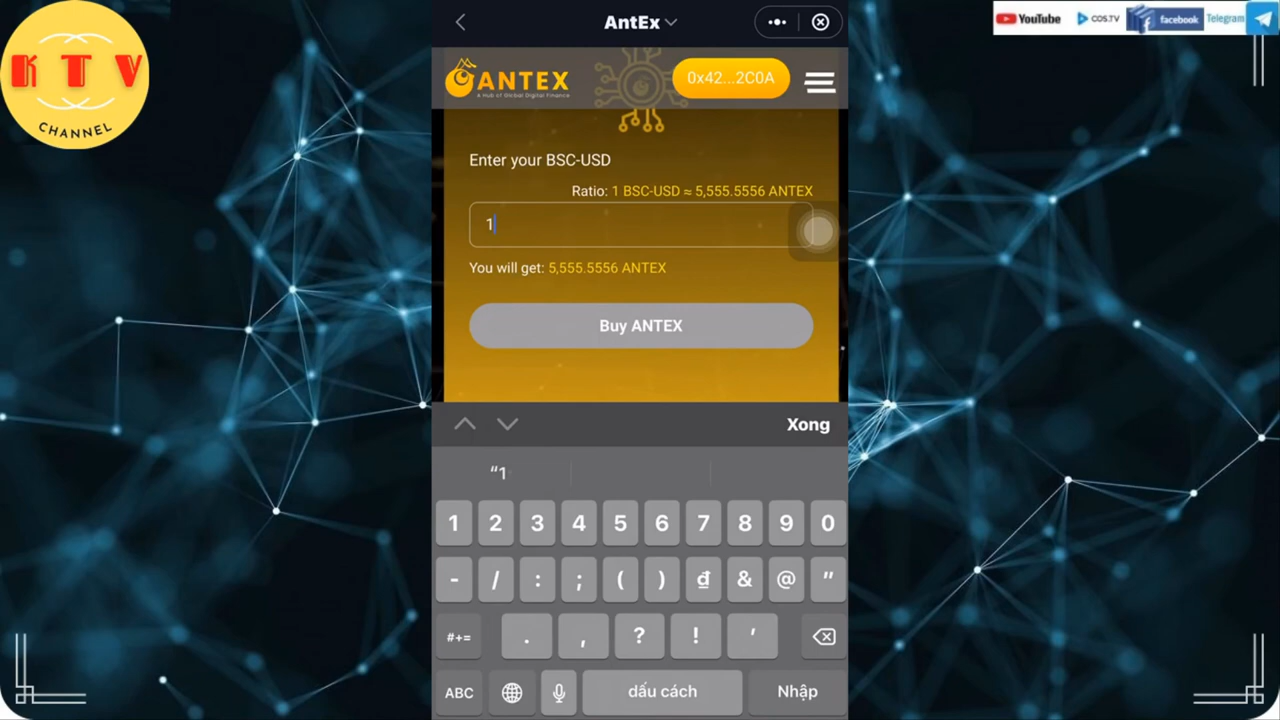 K T V
CHANNEL
YouTube
COS.TV
facebook
Telegram
AntEx
ANTEX
A Hub of Global Digital Finance
0x42...2C0A
Enter your BSC-USD
Ratio: 1 BSC-USD ≈ 5,555.5556 ANTEX
1
You will get: 5,555.5556 ANTEX
Buy ANTEX
Xong
“1
1 2 3 4 5 6 7 8 9 0
- / : ; ( ) ₫ & @ "
#+= . , ? ! ′
ABC dấu cách Nhập